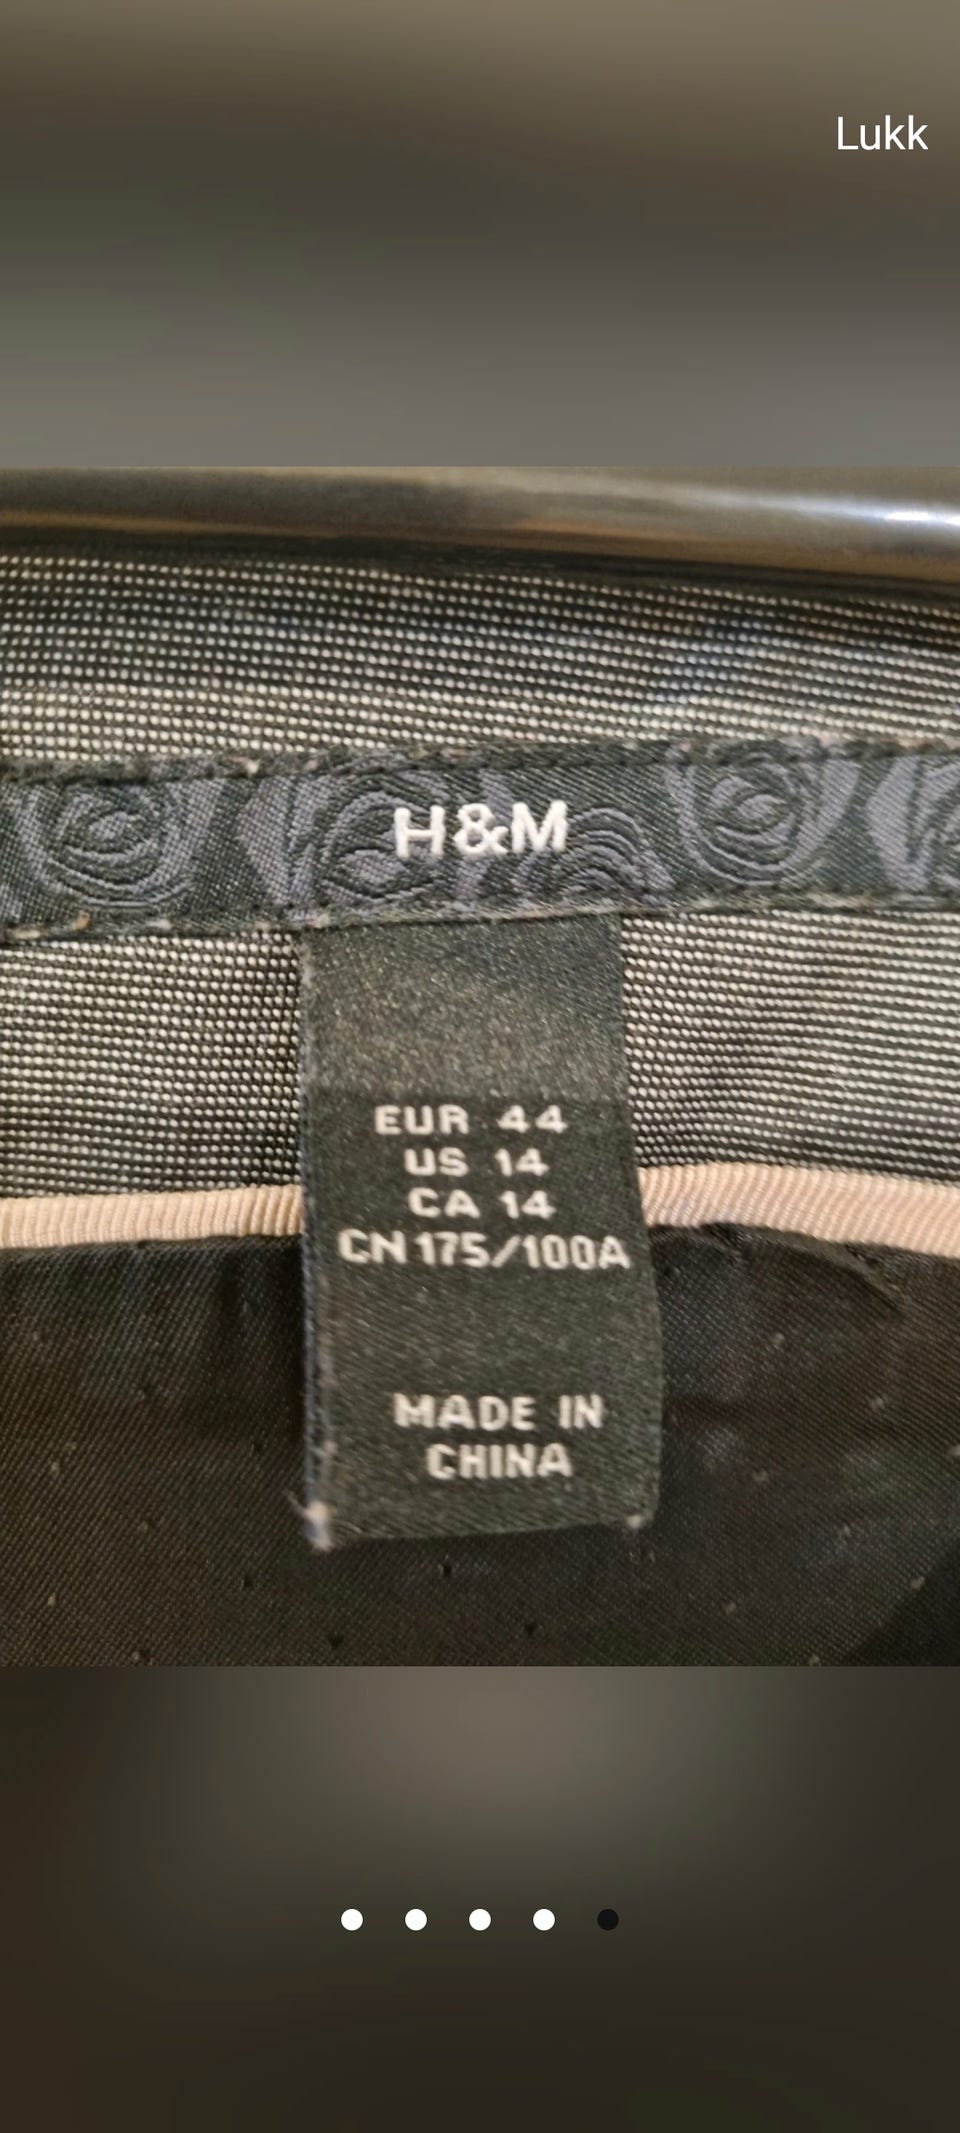 Lukk
H&M
EUR 44
US 14
CA 14
CN 175/100A
MADE IN
CHINA